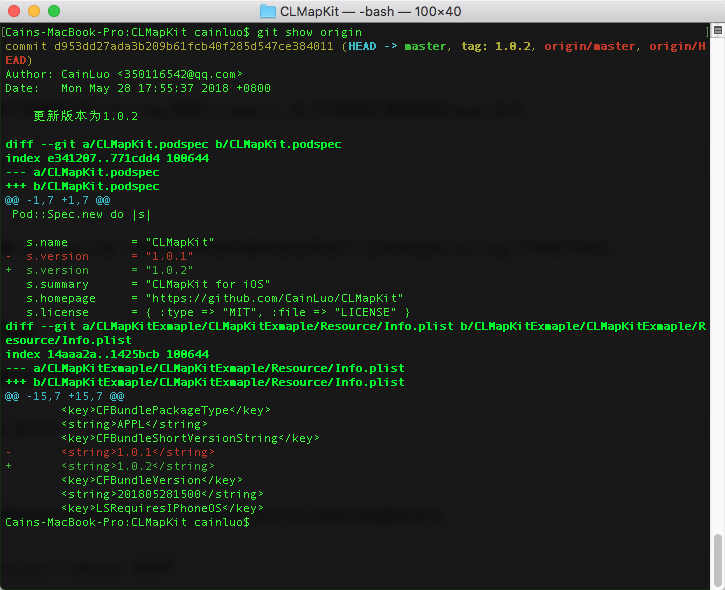 CLMapKit — -bash — 100×40
[Cains-MacBook-Pro:CLMapKit cainluo$ git show origin ]
commit d953dd27ada3b209b61fcb40f285d547ce384011 (HEAD -> master, tag: 1.0.2, origin/master, origin/H
EAD)
Author: CainLuo <350116542@qq.com>
Date:   Mon May 28 17:55:37 2018 +0800
    更新版本为1.0.2
diff --git a/CLMapKit.podspec b/CLMapKit.podspec
index e341207..771cdd4 100644
--- a/CLMapKit.podspec
+++ b/CLMapKit.podspec
@@ -1,7 +1,7 @@
 Pod::Spec.new do |s|
   s.name         = "CLMapKit"
-  s.version      = "1.0.1"
+  s.version      = "1.0.2"
   s.summary      = "CLMapKit for iOS"
   s.homepage     = "https://github.com/CainLuo/CLMapKit"
   s.license      = { :type => "MIT", :file => "LICENSE" }
diff --git a/CLMapKitExmaple/CLMapKitExmaple/Resource/Info.plist b/CLMapKitExmaple/CLMapKitExmaple/R
esource/Info.plist
index 14aaa2a..1425bcb 100644
--- a/CLMapKitExmaple/CLMapKitExmaple/Resource/Info.plist
+++ b/CLMapKitExmaple/CLMapKitExmaple/Resource/Info.plist
@@ -15,7 +15,7 @@
        <key>CFBundlePackageType</key>
        <string>APPL</string>
        <key>CFBundleShortVersionString</key>
-       <string>1.0.1</string>
+       <string>1.0.2</string>
        <key>CFBundleVersion</key>
        <string>201805281500</string>
        <key>LSRequiresIPhoneOS</key>
Cains-MacBook-Pro:CLMapKit cainluo$